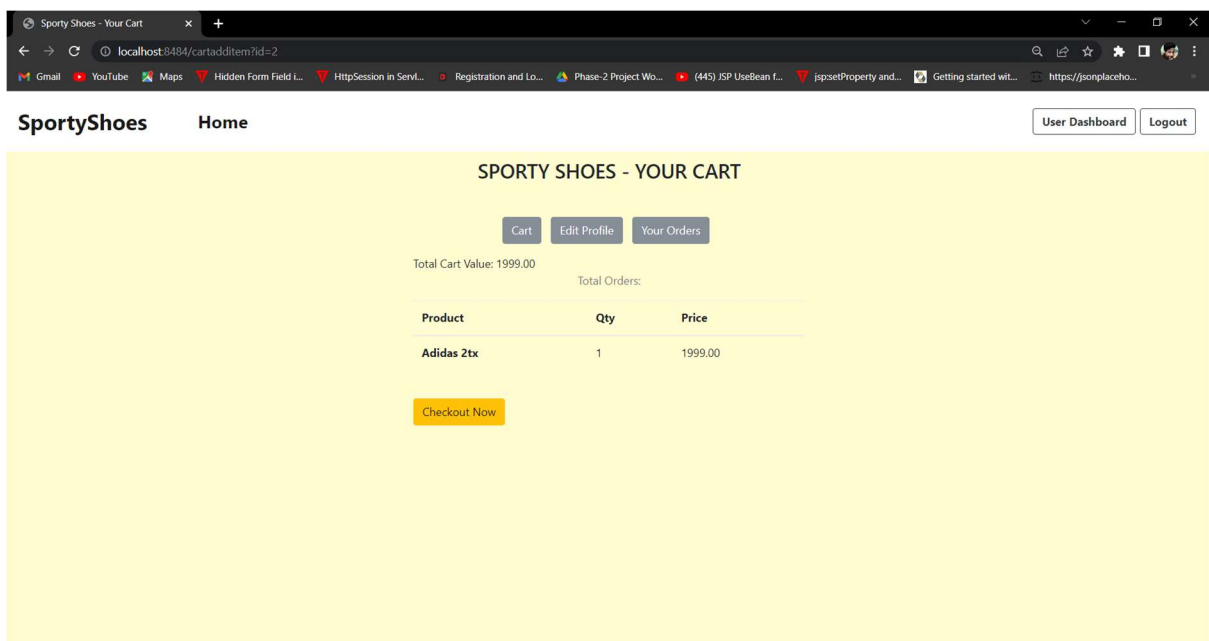 Sporty Shoes - Your Cart
localhost:8484/cartadditem?id=2
Gmail YouTube Maps Hidden Form Field i... HttpSession in Servl... Registration and Lo... Phase-2 Project Wo... (445) JSP UseBean f... jsp:setProperty and... Getting started wit... https://jsonplaceho...
SportyShoes Home User Dashboard Logout
SPORTY SHOES - YOUR CART
Cart Edit Profile Your Orders
Total Cart Value: 1999.00
Total Orders:
Product Qty Price
Adidas 2tx 1 1999.00
Checkout Now